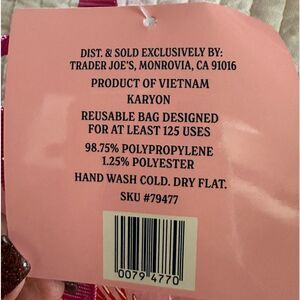 DIST. & SOLD EXCLUSIVELY BY:
TRADER JOE'S, MONROVIA, CA 91016
PRODUCT OF VIETNAM
KARYON
REUSABLE BAG DESIGNED
FOR AT LEAST 125 USES
98.75% POLYPROPYLENE
1.25% POLYESTER
HAND WASH COLD. DRY FLAT.
SKU #79477
0079 4770